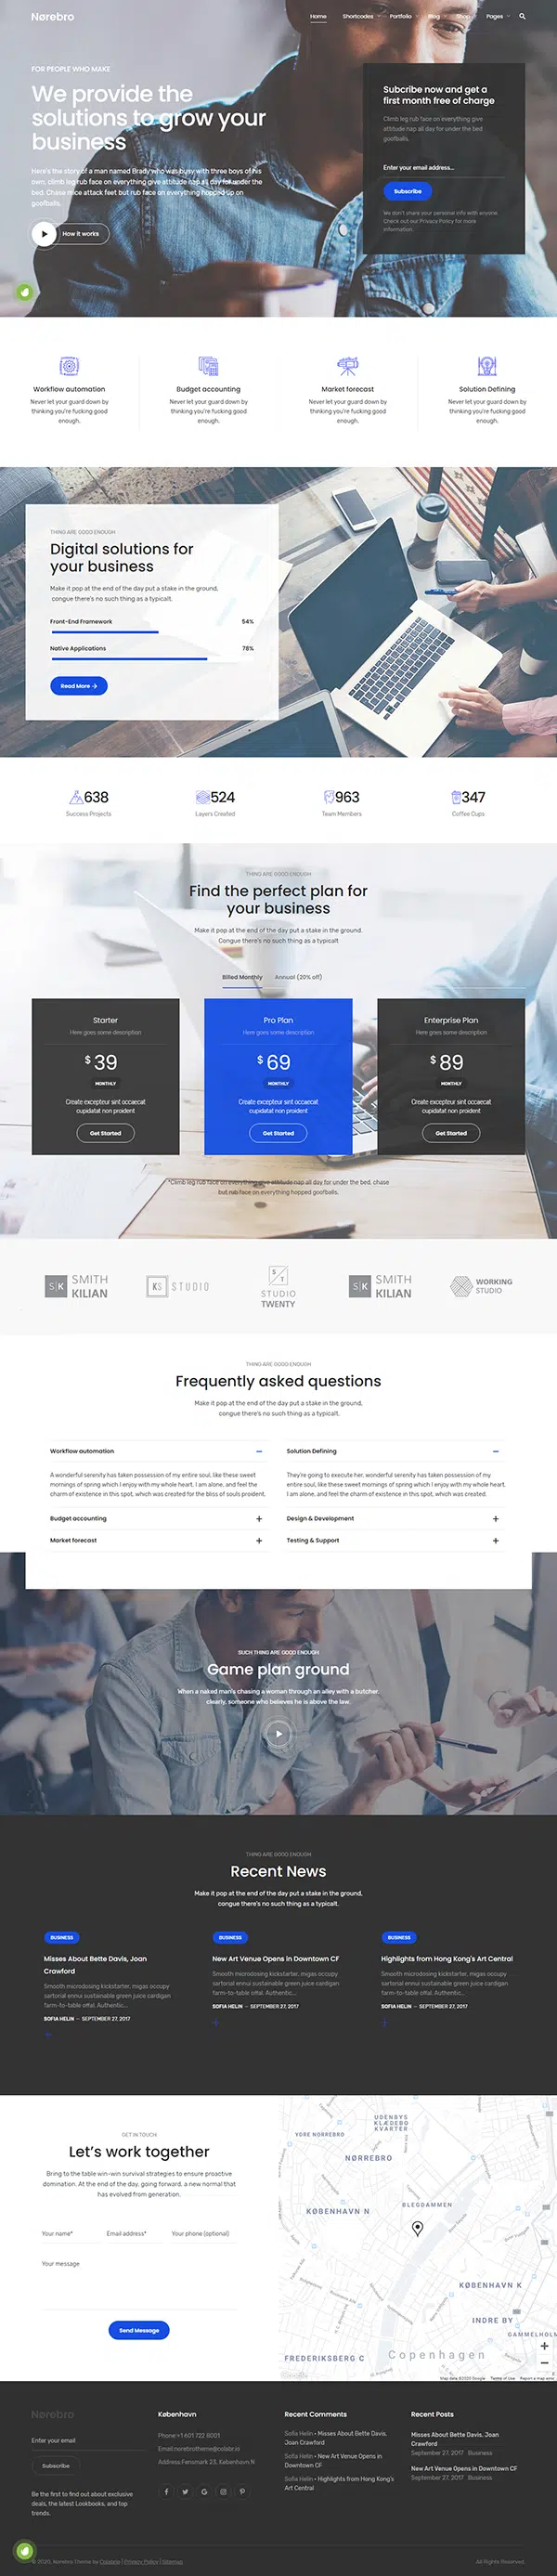 Nørebro
Home Shortcodes Portfolio Blog Shop Pages
FOR PEOPLE WHO MAKE
We provide the
solutions to grow your
business
Here's the story of a man named Brady who was busy with three boys of his
own, climb leg rub face on everything give attitude nap all day for under the
bed. Chase mice attack feet but rub face on everything hopped up on
goofballs.
How it works
Subcribe now and get a
first month free of charge
Climb leg rub face on everything give
attitude nap all day for under the bed
goofballs.
Enter your email address...
Subscribe
We don't share your personal info with anyone.
Check out our Privacy Policy for more
information.
Workflow automation
Never let your guard down by
thinking you're fucking good
enough.
Budget accounting
Never let your guard down by
thinking you're fucking good
enough.
Market forecast
Never let your guard down by
thinking you're fucking good
enough.
Solution Defining
Never let your guard down by
thinking you're fucking good
enough.
THING ARE GOOD ENOUGH
Digital solutions for
your business
Make it pop at the end of the day put a stake in the ground,
congue there's no such thing as a typicalt.
Front-End Framework 54%
Native Applications 78%
Read More →
638
Success Projects
524
Layers Created
963
Team Members
347
Coffee Cups
THING ARE GOOD ENOUGH
Find the perfect plan for
your business
Make it pop at the end of the day put a stake in the ground.
Congue there's no such thing as a typicalt
Billed Monthly Annual (20% off)
Starter
Here goes some description
$ 39
MONTHLY
Create excepteur sint occaecat
cupidatat non proident
Get Started
Pro Plan
Here goes some description
$ 69
MONTHLY
Create excepteur sint occaecat
cupidatat non proident
Get Started
Enterprise Plan
Here goes some description
$ 89
MONTHLY
Create excepteur sint occaecat
cupidatat non proident
Get Started
*Climb leg rub face on everything give attitude nap all day for under the bed, chase
but rub face on everything hopped goofballs.
S|K SMITH
KILIAN
KS STUDIO
S T
STUDIO
TWENTY
S|K SMITH
KILIAN
WORKING
STUDIO
THING ARE GOOD ENOUGH
Frequently asked questions
Make it pop at the end of the day put a stake in the ground,
congue there's no such thing as a typicalt.
Workflow automation
A wonderful serenity has taken possession of my entire soul, like these sweet
mornings of spring which I enjoy with my whole heart. I am alone, and feel the
charm of existence in this spot, which was created for the bliss of souls prosdent.
Budget accounting
Market forecast
Solution Defining
They're going to execute her, wonderful serenity has taken possession of my
entire soul, like these sweet mornings of spring which I enjoy with my whole heart.
I am alone, and feel the charm of existence in this spot, which was created.
Design & Development
Testing & Support
SUCH THING ARE GOOD ENOUGH
Game plan ground
When a naked man's chasing a woman through an alley with a butcher
clearly, someone who believes he is above the law.
THING ARE GOOD ENOUGH
Recent News
Make it pop at the end of the day put a stake in the ground,
congue there's no such thing as a typicalt.
BUSINESS
Misses About Bette Davis, Joan
Crawford
Smooth microdosing kickstarter, migas occupy
sartorial ennui sustainable green juice cardigan
farm-to-table offal. Authentic...
SOFIA HELIN — SEPTEMBER 27, 2017
BUSINESS
New Art Venue Opens in Downtown CF
Smooth microdosing kickstarter, migas occupy
sartorial ennui sustainable green juice cardigan
farm-to-table offal. Authentic...
SOFIA HELIN — SEPTEMBER 27, 2017
BUSINESS
Highlights from Hong Kong's Art Central
Smooth microdosing kickstarter, migas occupy
sartorial ennui sustainable green juice cardigan
farm-to-table offal. Authentic...
SOFIA HELIN — SEPTEMBER 27, 2017
GET IN TOUCH
Let's work together
Bring to the table win-win survival strategies to ensure proactive
domination. At the end of the day, going forward, a new normal that
has evolved from generation.
Your name* Email address* Your phone (optional)
Your message
Send Message
UDENBYS
KLÆDEBO
KVARTER
YDRE NØRREBRO
NØRREBRO
KØBENHAVN N
BLEGDAMMEN
KØBENHAVN K
INDRE BY
GAMMELHOLM
FREDERIKSBERG C
Copenhagen
Google
Map data ©2020 Google Terms of Use Report a map error
Nørebro
Enter your email
Subscribe
Be the first to find out about exclusive
deals, the latest Lookbooks, and top
trends.
København
Phone:+1 601 722 8001
Email:norebrotheme@colabr.io
Address:Fensmark 23, København N
Recent Comments
Sofia Helin • Misses About Bette Davis,
Joan Crawford
Sofia Helin • New Art Venue Opens in
Downtown CF
Sofia Helin • Highlights from Hong Kong's
Art Central
Recent Posts
Misses About Bette Davis, Joan
Crawford
September 27, 2017 Business
New Art Venue Opens in Downtown CF
September 27, 2017 Business
© 2020, Norebro Theme by Colabrio | Privacy Policy | Sitemap
All Rights Reserved.